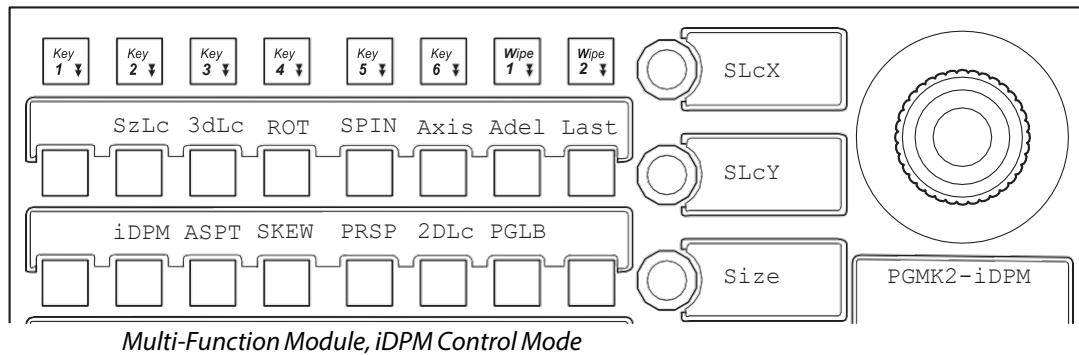 Key Key Key Key Key Key Wipe Wipe
1 2 3 4 5 6 1 2
SLcX
SzLc 3dLc ROT SPIN Axis Adel Last
SLcY
iDPM ASPT SKEW PRSP 2DLc PGLB
Size
PGMK2-iDPM
Multi-Function Module, iDPM Control Mode